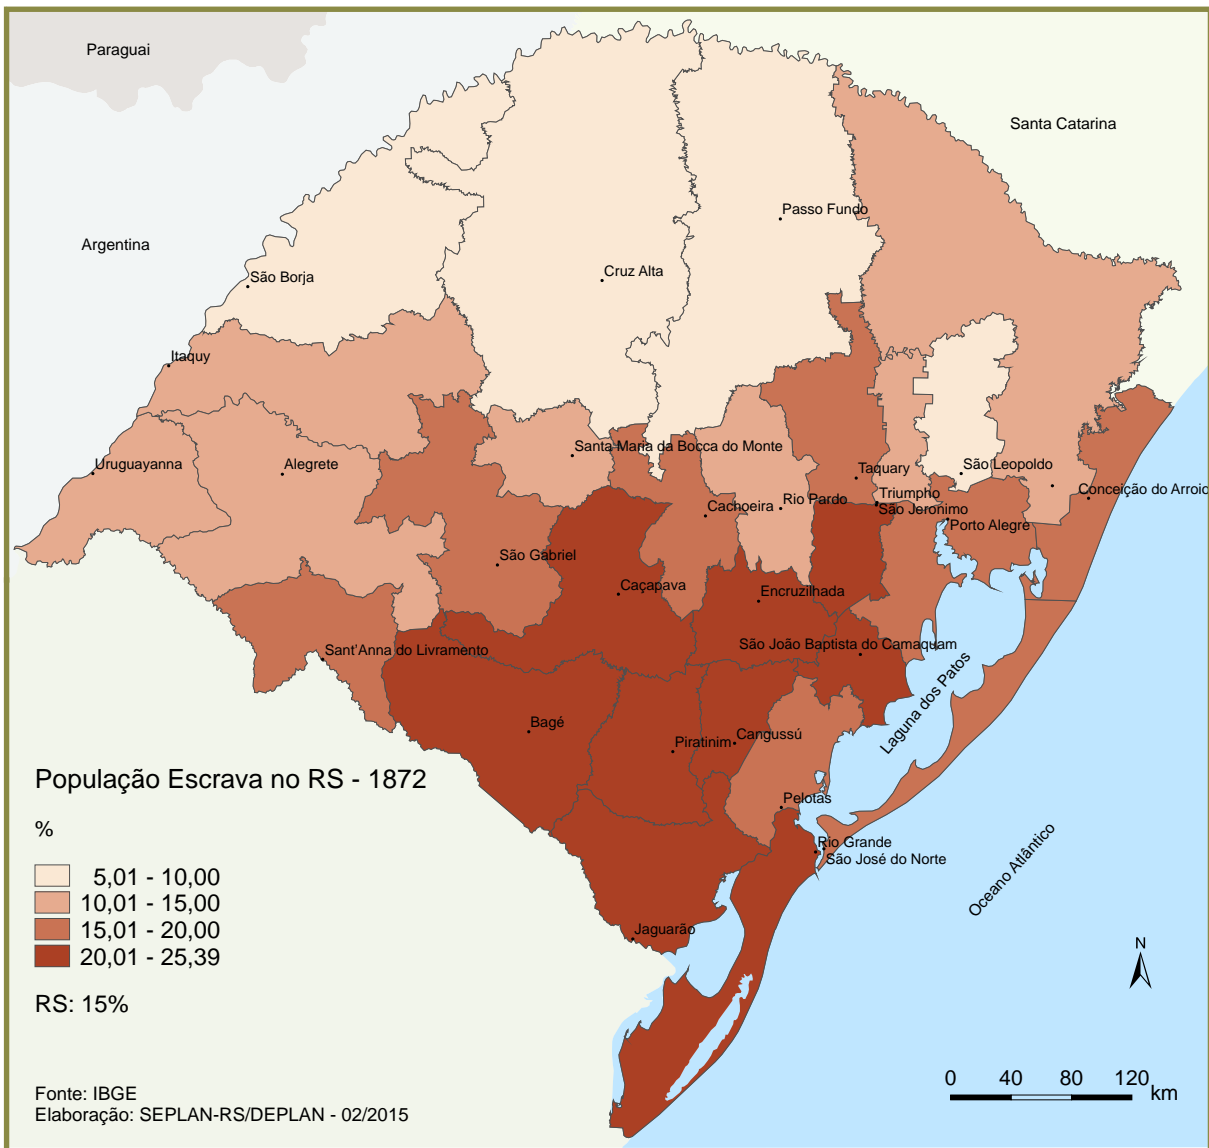 Paraguai
Santa Catarina
Argentina
Passo Fundo
São Borja
Cruz Alta
Itaquy
Uruguayanna
Alegrete
Santa Maria da Bocca do Monte
Taquary
São Leopoldo
Conceição do Arroio
Cachoeira
Rio Pardo
Triumpho
São Jeronimo
Porto Alegre
São Gabriel
Caçapava
Encruzilhada
Sant'Anna do Livramento
São João Baptista do Camaquam
Laguna dos Patos
Bagé
Piratinim
Cangussú
Pelotas
Rio Grande
São José do Norte
Oceano Atlântico
Jaguarão
População Escrava no RS - 1872
%
5,01 - 10,00
10,01 - 15,00
15,01 - 20,00
20,01 - 25,39
RS: 15%
N
0 40 80 120
km
Fonte: IBGE
Elaboração: SEPLAN-RS/DEPLAN - 02/2015